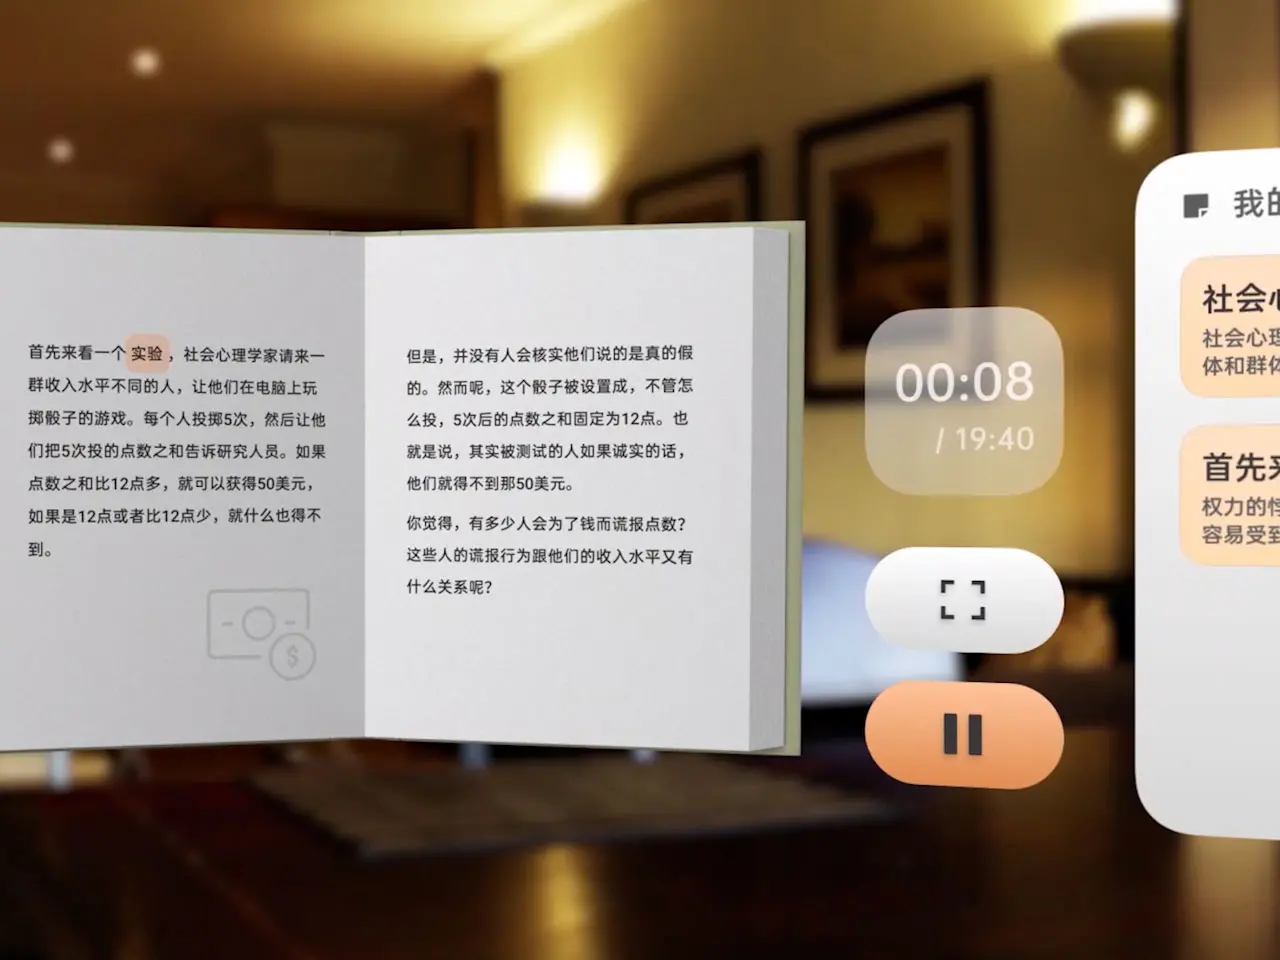 首先来看一个实验，社会心理学家请来一
群收入水平不同的人，让他们在电脑上玩
掷骰子的游戏。每个人投掷5次，然后让他
们把5次投的点数之和告诉研究人员。如果
点数之和比12点多，就可以获得50美元，
如果是12点或者比12点少，就什么也得不
到。
$
但是，并没有人会核实他们说的是真的假
的。然而呢，这个骰子被设置成，不管怎
么投，5次后的点数之和固定为12点。也
就是说，其实被测试的人如果诚实的话，
他们就得不到那50美元。
你觉得，有多少人会为了钱而谎报点数？
这些人的谎报行为跟他们的收入水平又有
什么关系呢？
00:08
/ 19:40
我的
社会心
社会心理
体和群体
首先来
权力的
容易受到